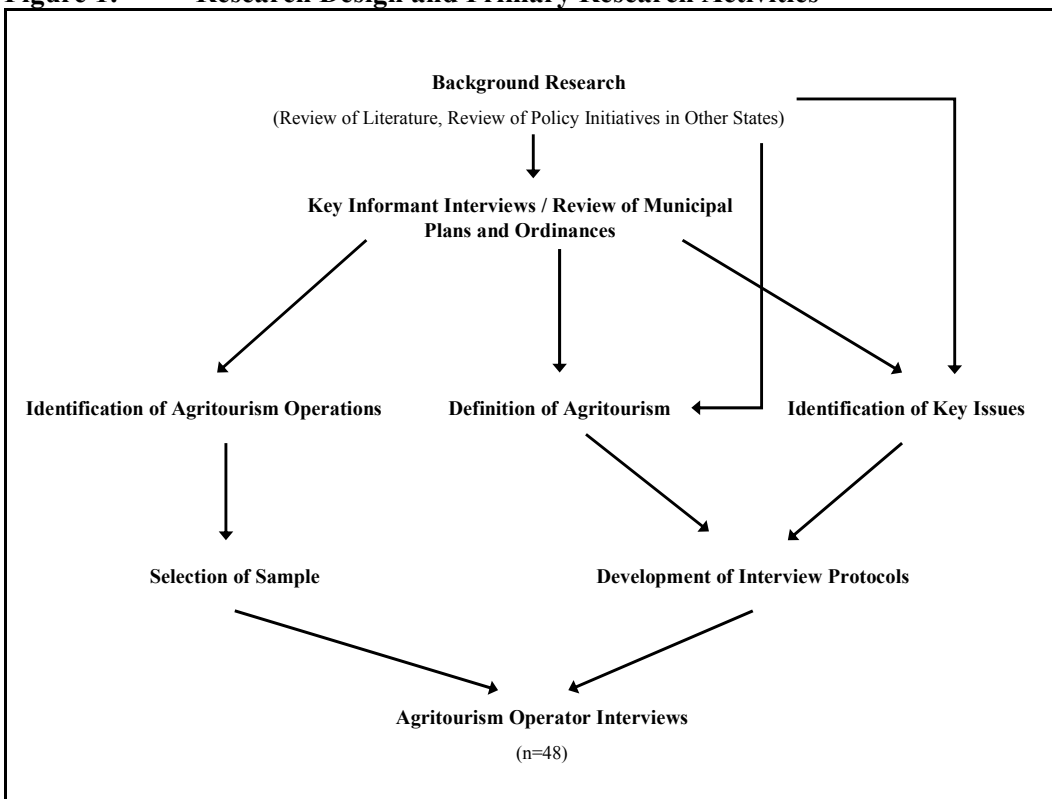 Figure 1: Research Design and Primary Research Activities
Background Research
(Review of Literature, Review of Policy Initiatives in Other States)
Key Informant Interviews / Review of Municipal
Plans and Ordinances
Identification of Agritourism Operations
Definition of Agritourism
Identification of Key Issues
Selection of Sample
Development of Interview Protocols
Agritourism Operator Interviews
(n=48)